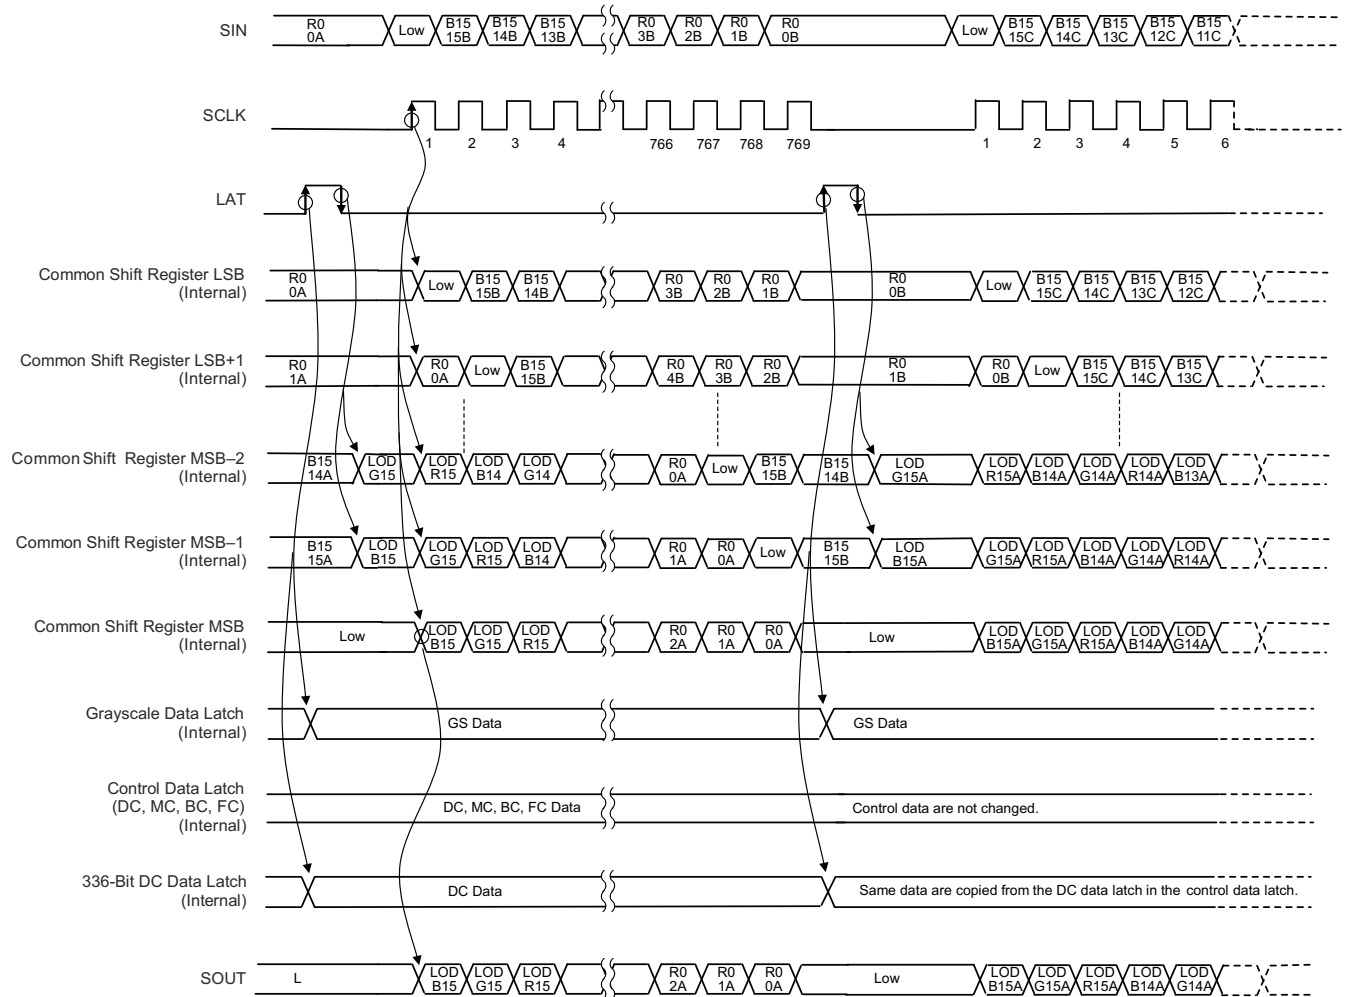 SIN
R0 0A Low B15 15B B15 14B B15 13B R0 3B R0 2B R0 1B R0 0B Low B15 15C B15 14C B15 13C B15 12C B15 11C
SCLK
1 2 3 4 766 767 768 769 1 2 3 4 5 6
LAT
Common Shift Register LSB
(Internal)
R0 0A Low B15 15B B15 14B R0 3B R0 2B R0 1B R0 0B Low B15 15C B15 14C B15 13C B15 12C
Common Shift Register LSB+1
(Internal)
R0 1A R0 0A Low B15 15B R0 4B R0 3B R0 2B R0 1B R0 0B Low B15 15C B15 14C B15 13C
Common Shift Register MSB–2
(Internal)
B15 14A LOD G15 LOD R15 LOD B14 LOD G14 R0 0A Low B15 15B B15 14B LOD G15A LOD R15A LOD B14A LOD G14A LOD R14A LOD B13A
Common Shift Register MSB–1
(Internal)
B15 15A LOD B15 LOD G15 LOD R15 LOD B14 R0 1A R0 0A Low B15 15B LOD B15A LOD G15A LOD R15A LOD B14A LOD G14A LOD R14A
Common Shift Register MSB
(Internal)
Low LOD B15 LOD G15 LOD R15 R0 2A R0 1A R0 0A Low LOD B15A LOD G15A LOD R15A LOD B14A LOD G14A
Grayscale Data Latch
(Internal)
GS Data GS Data
Control Data Latch
(DC, MC, BC, FC)
(Internal)
DC, MC, BC, FC Data Control data are not changed.
336-Bit DC Data Latch
(Internal)
DC Data Same data are copied from the DC data latch in the control data latch.
SOUT
L LOD B15 LOD G15 LOD R15 R0 2A R0 1A R0 0A Low LOD B15A LOD G15A LOD R15A LOD B14A LOD G14A